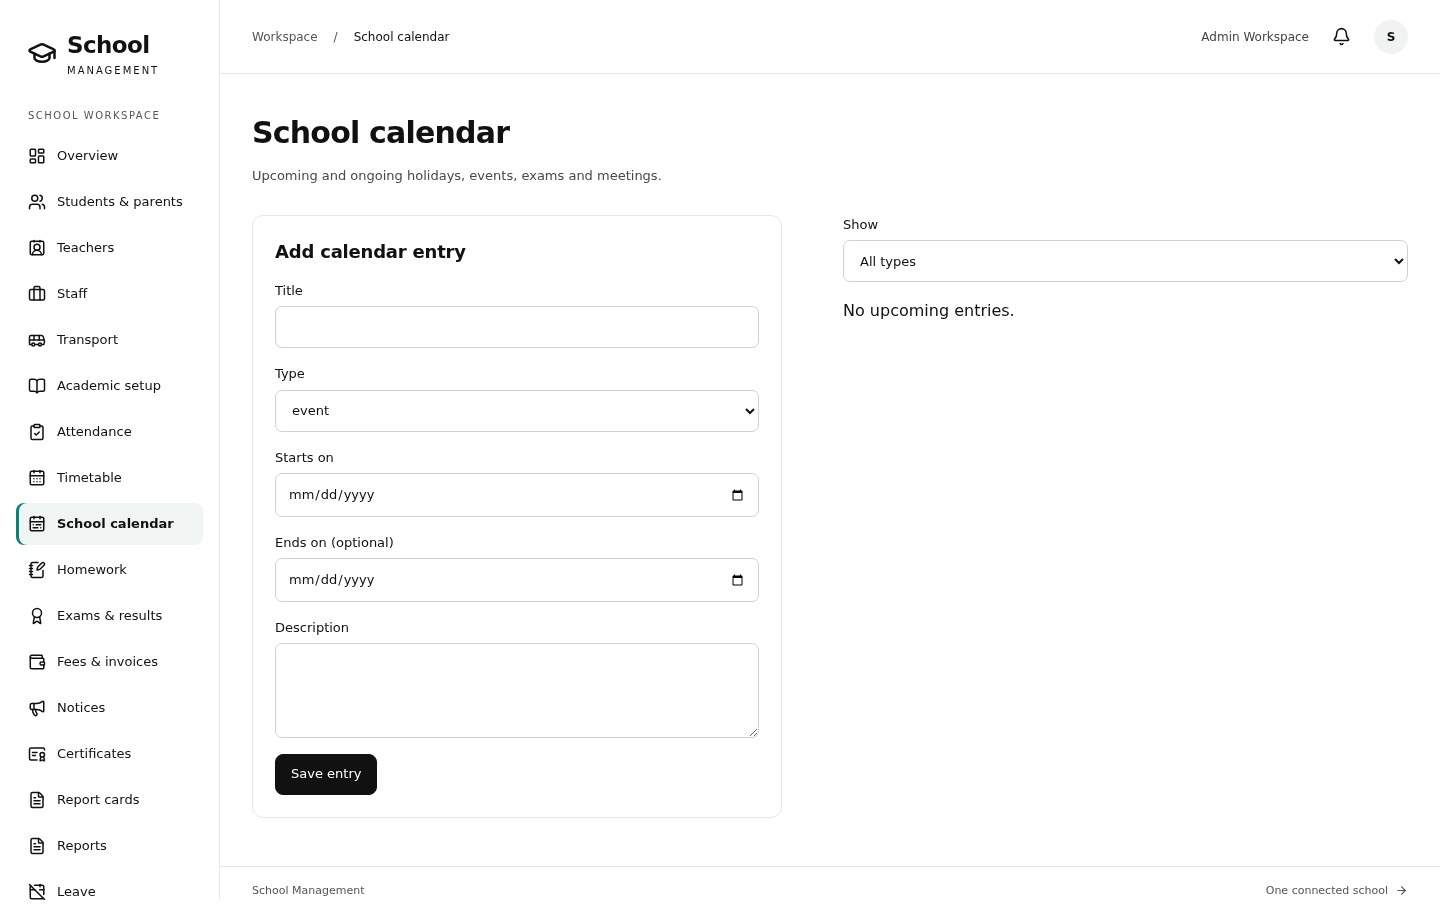 School
MANAGEMENT
SCHOOL WORKSPACE
Overview
Students & parents
Teachers
Staff
Transport
Academic setup
Attendance
Timetable
School calendar
Homework
Exams & results
Fees & invoices
Notices
Certificates
Report cards
Reports
Leave
Workspace / School calendar
Admin Workspace
S
School calendar
Upcoming and ongoing holidays, events, exams and meetings.
Add calendar entry
Title
Type
event
Starts on
mm/dd/yyyy
Ends on (optional)
mm/dd/yyyy
Description
Save entry
Show
All types
No upcoming entries.
School Management
One connected school →